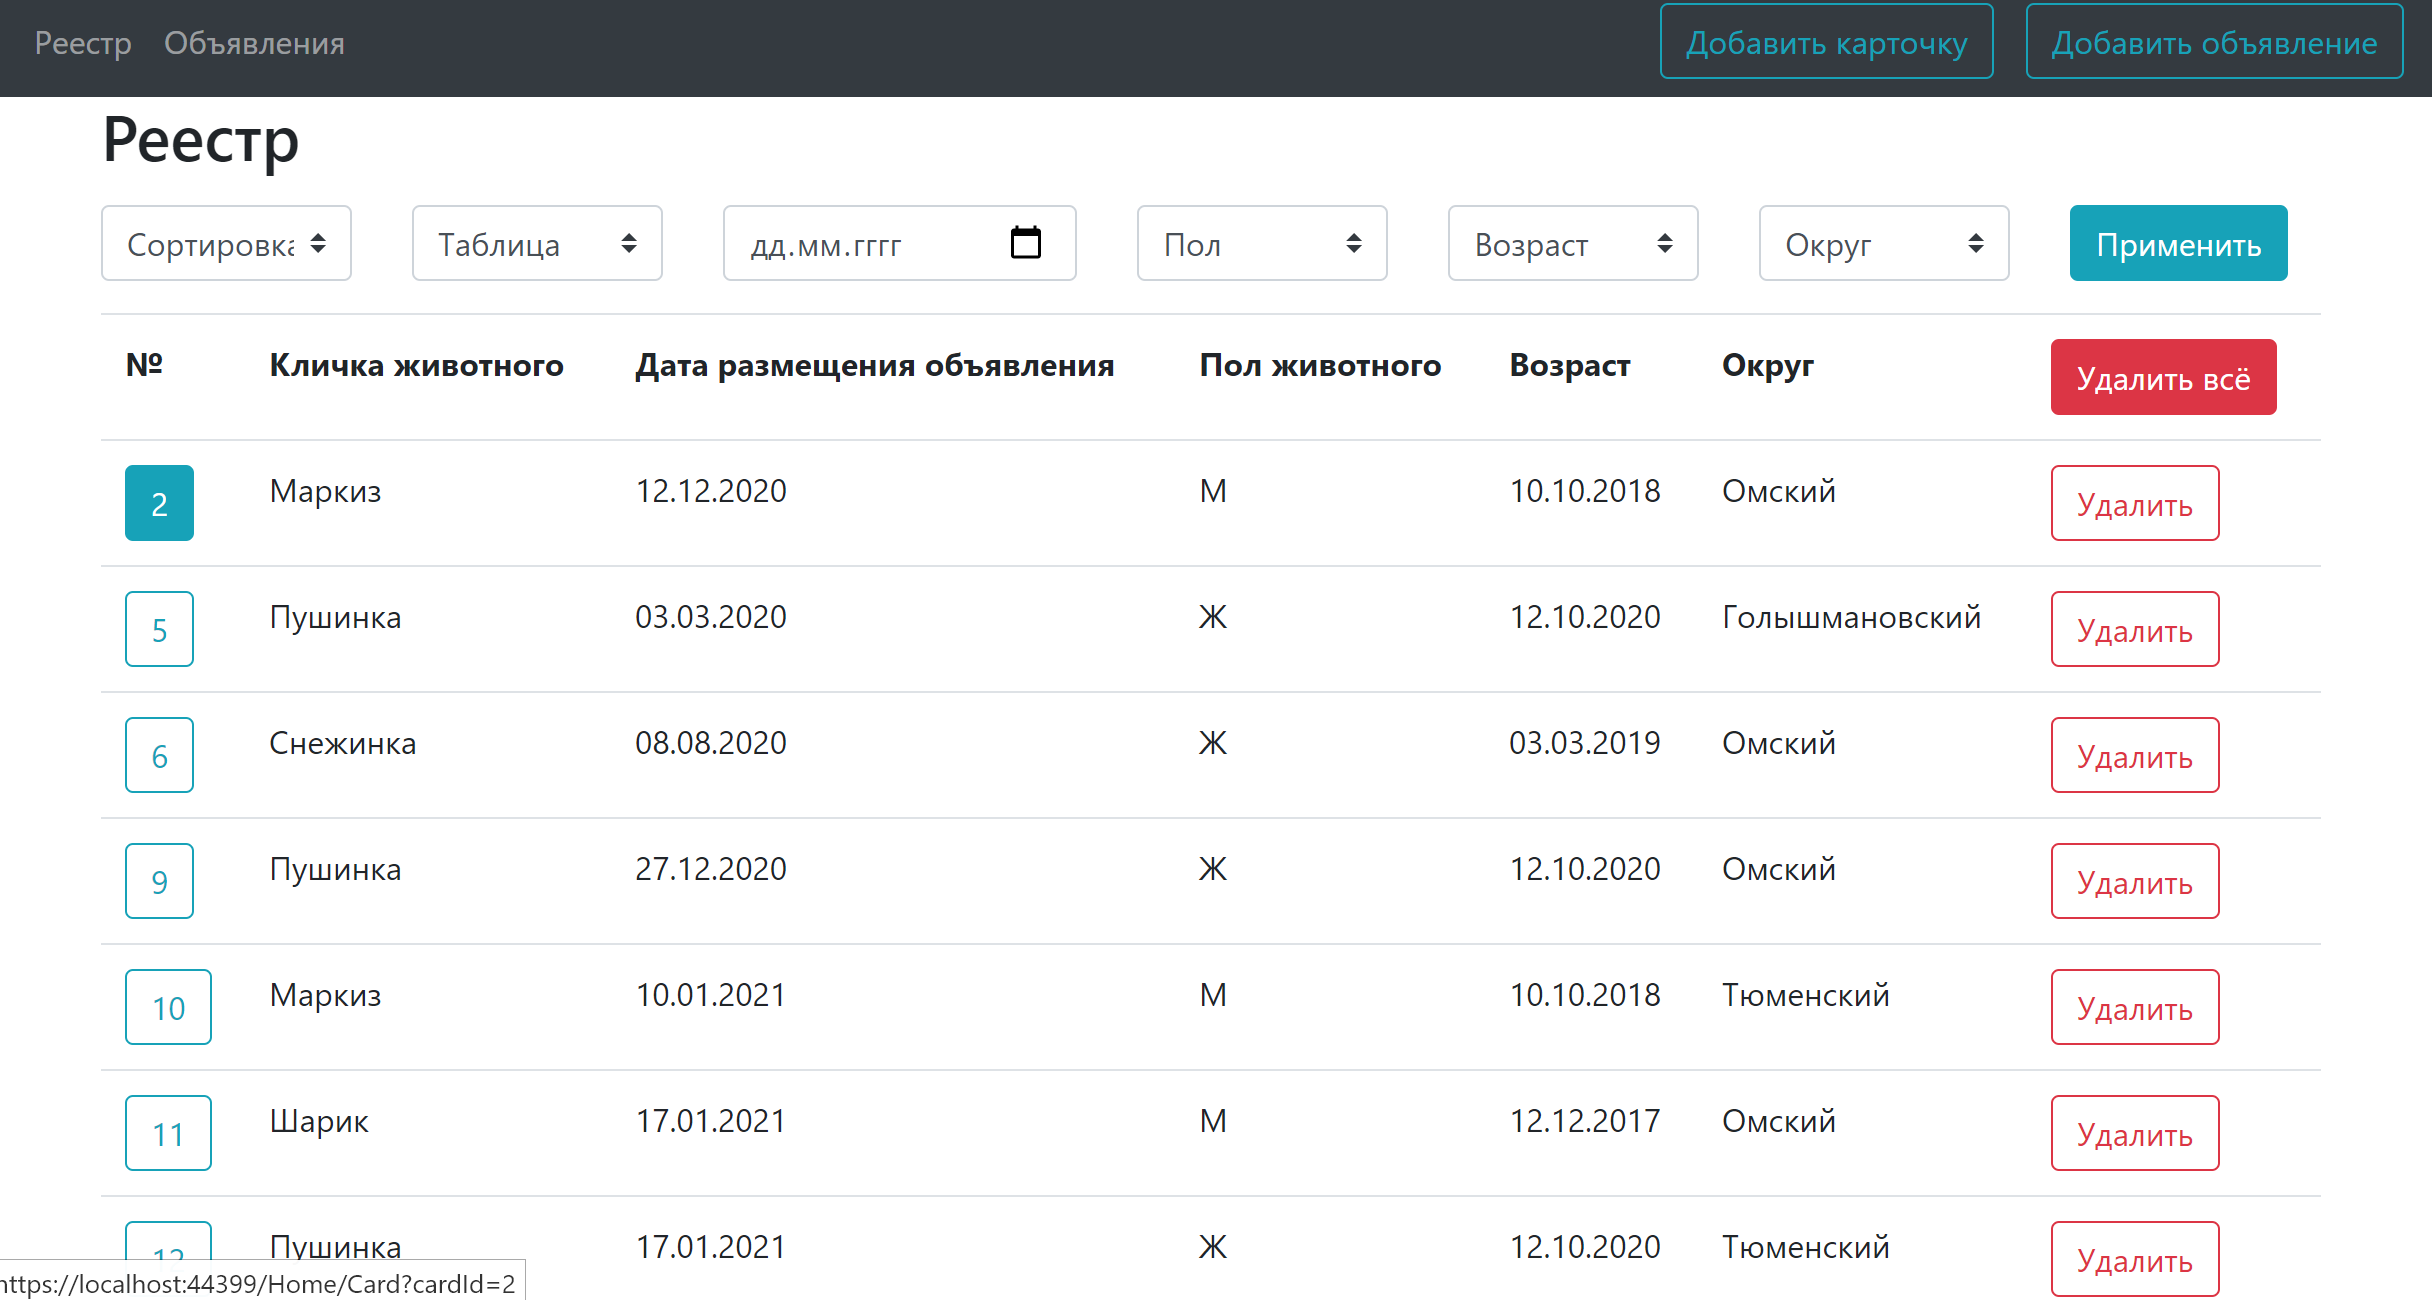 Реестр Объявления Добавить карточку Добавить объявление
Реестр
Сортировка Таблица дд.мм.гггг Пол Возраст Округ Применить
№ Кличка животного Дата размещения объявления Пол животного Возраст Округ Удалить всё
2 Маркиз 12.12.2020 М 10.10.2018 Омский Удалить
5 Пушинка 03.03.2020 Ж 12.10.2020 Голышмановский Удалить
6 Снежинка 08.08.2020 Ж 03.03.2019 Омский Удалить
9 Пушинка 27.12.2020 Ж 12.10.2020 Омский Удалить
10 Маркиз 10.01.2021 М 10.10.2018 Тюменский Удалить
11 Шарик 17.01.2021 М 12.12.2017 Омский Удалить
12 Пушинка 17.01.2021 Ж 12.10.2020 Тюменский Удалить
https://localhost:44399/Home/Card?cardId=2